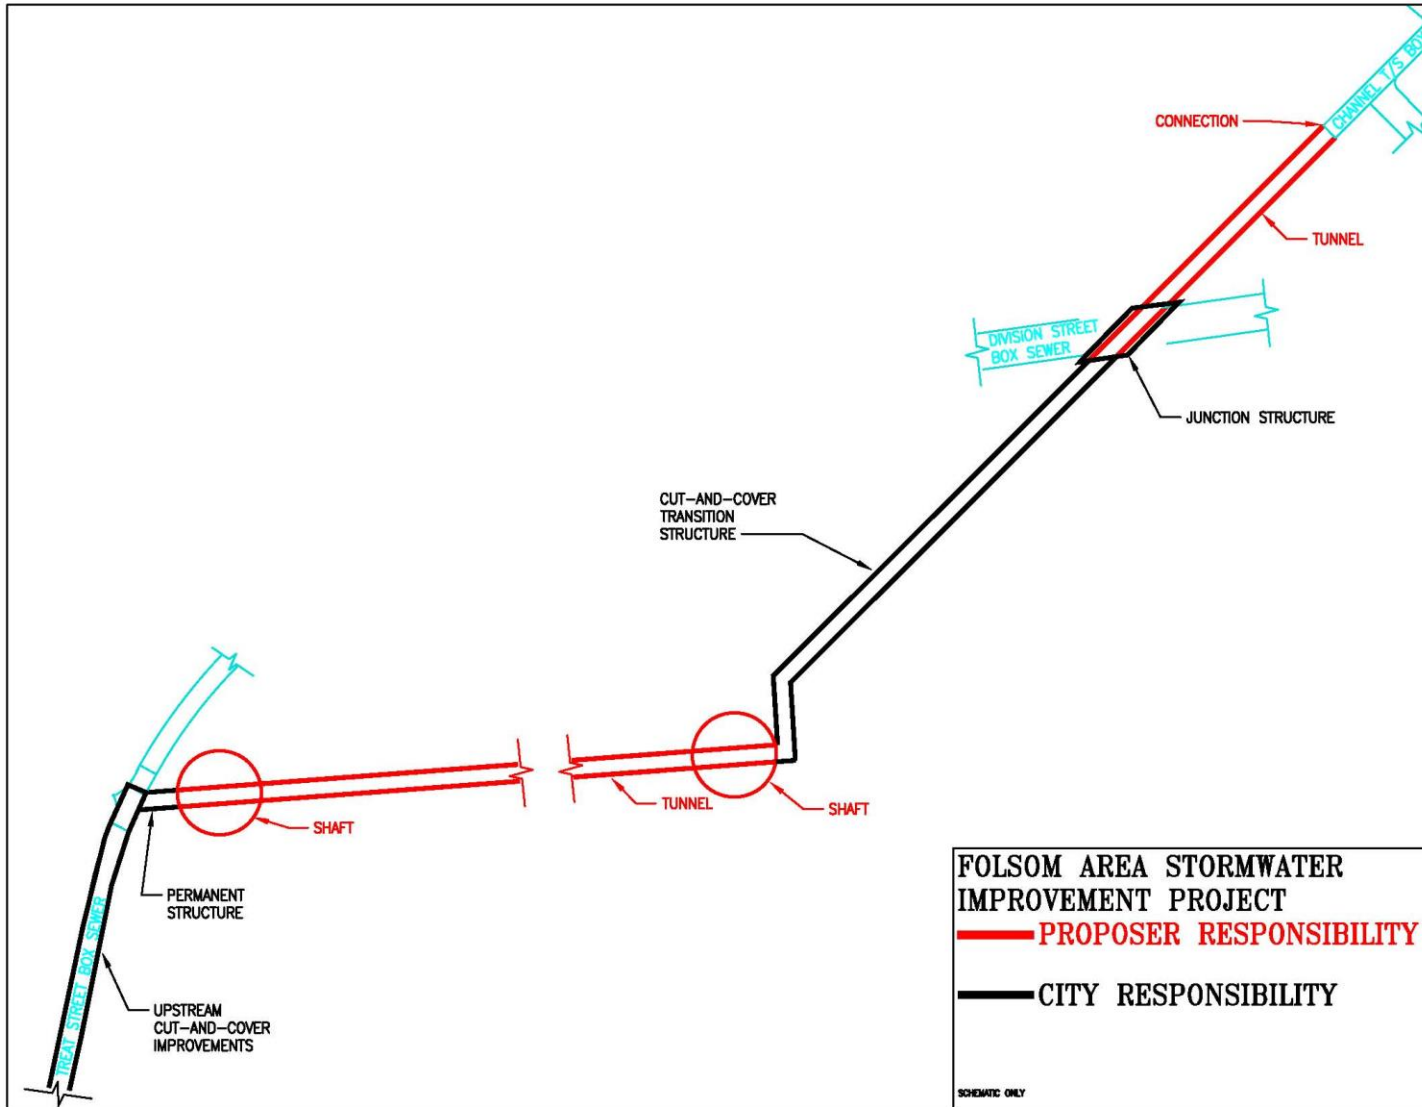 CHANNEL T/S BOX
CONNECTION
TUNNEL
DIVISION STREET
BOX SEWER
JUNCTION STRUCTURE
CUT-AND-COVER
TRANSITION
STRUCTURE
TUNNEL
SHAFT
SHAFT
PERMANENT
STRUCTURE
TREAT STREET BOX SEWER
UPSTREAM
CUT-AND-COVER
IMPROVEMENTS
FOLSOM AREA STORMWATER
IMPROVEMENT PROJECT
PROPOSER RESPONSIBILITY
CITY RESPONSIBILITY
SCHEMATIC ONLY